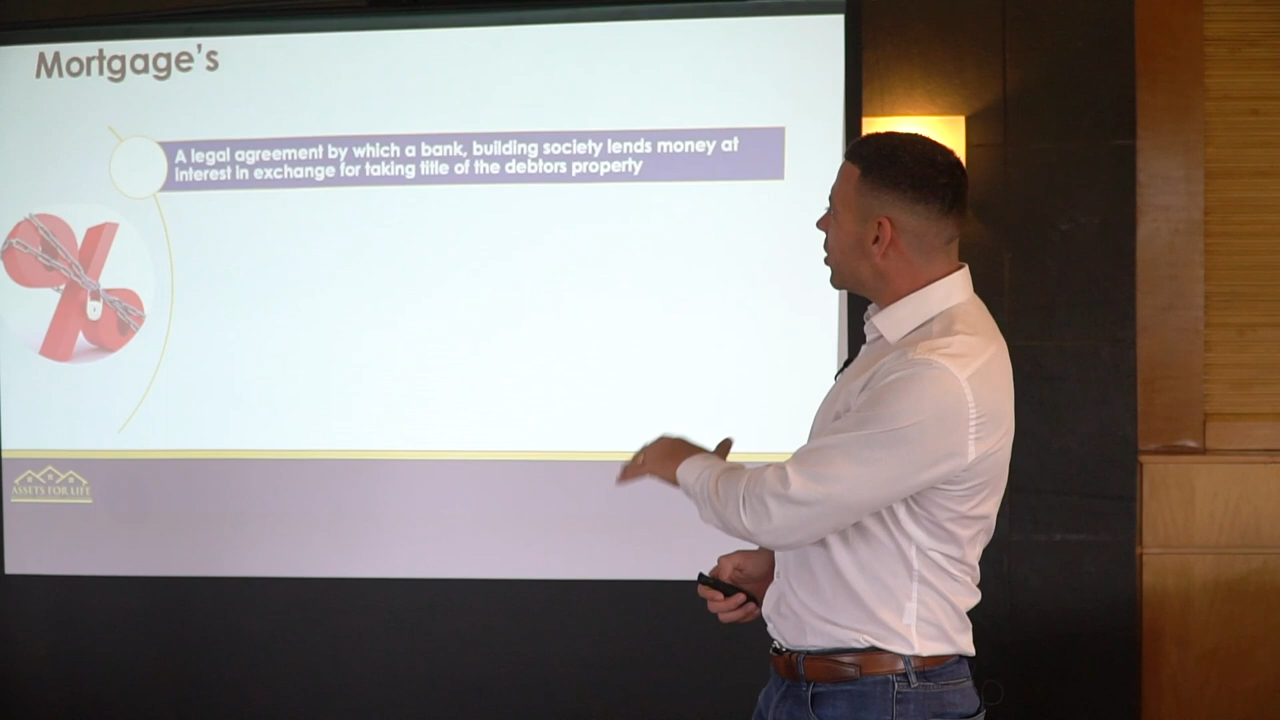 Mortgage's
A legal agreement by which a bank, building society lends money at
interest in exchange for taking title of the debtors property
ASSETS FOR LIFE